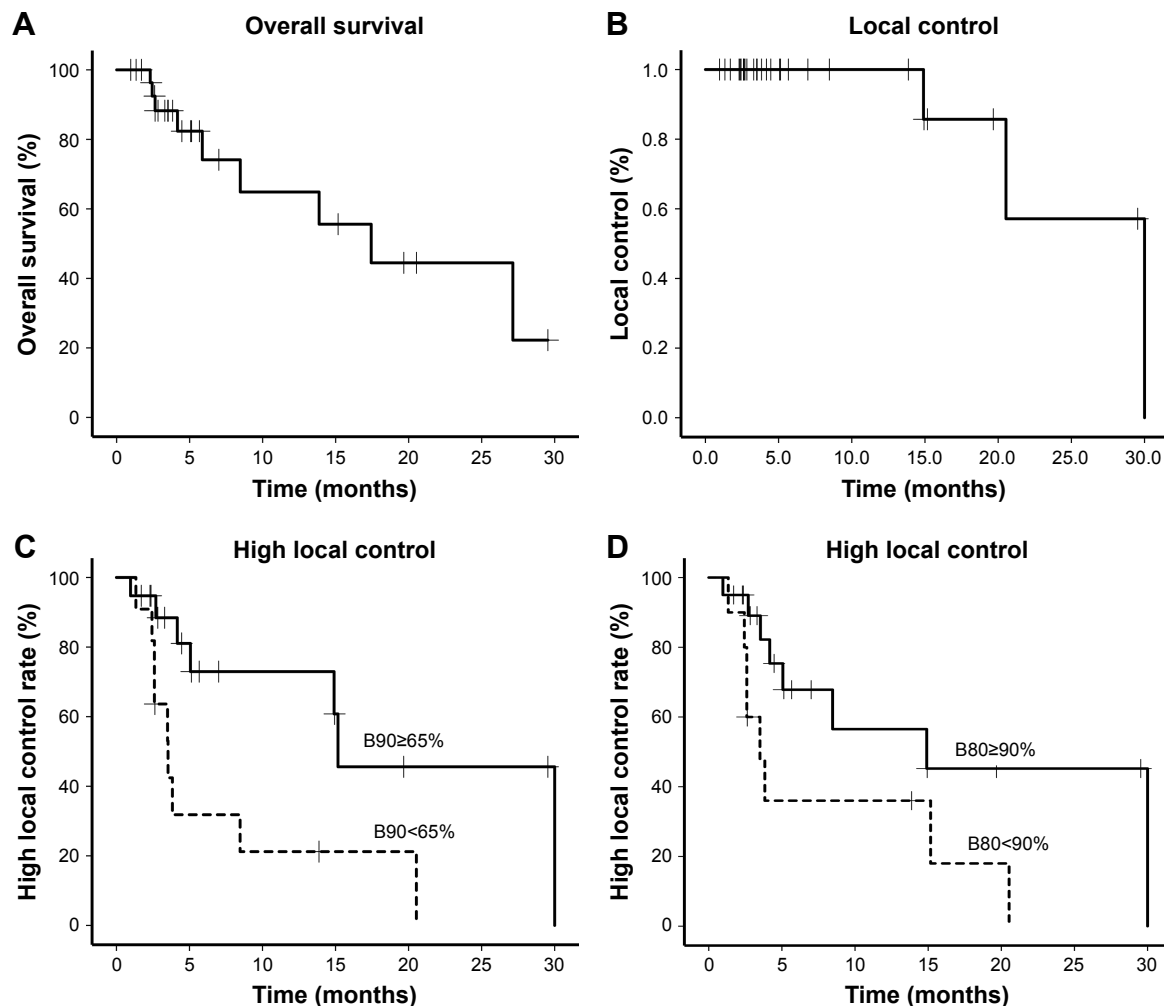 A
Overall survival
Overall survival (%)
100
80
60
40
20
0
0 5 10 15 20 25 30
Time (months)
B
Local control
Local control (%)
1.0
0.8
0.6
0.4
0.2
0.0
0.0 5.0 10.0 15.0 20.0 25.0 30.0
Time (months)
C
High local control
High local control rate (%)
100
80
60
40
20
0
B90≥65%
B90<65%
0 5 10 15 20 25 30
Time (months)
D
High local control
High local control rate (%)
100
80
60
40
20
0
B80≥90%
B80<90%
0 5 10 15 20 25 30
Time (months)